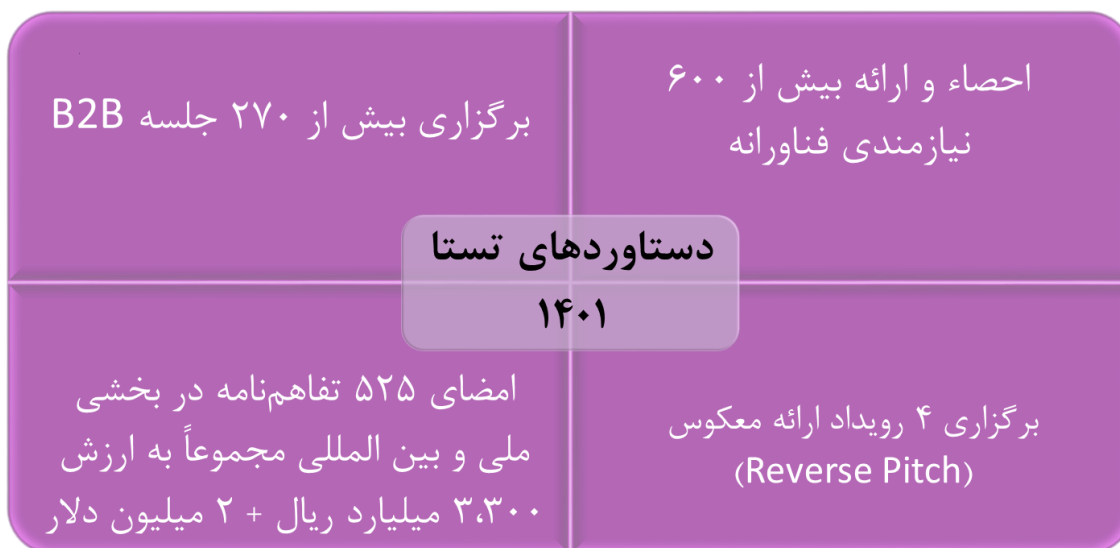 احصاء و ارائه بیش از ۶۰۰
نیازمندی فناورانه
برگزاری بیش از ۲۷۰ جلسه B2B
دستاوردهای تستا
۱۴۰۱
برگزاری ۴ رویداد ارائه معکوس
(Reverse Pitch)
امضای ۵۲۵ تفاهم‌نامه در بخشی
ملی و بین المللی مجموعاً به ارزش
۳،۳۰۰ میلیارد ریال + ۲ میلیون دلار